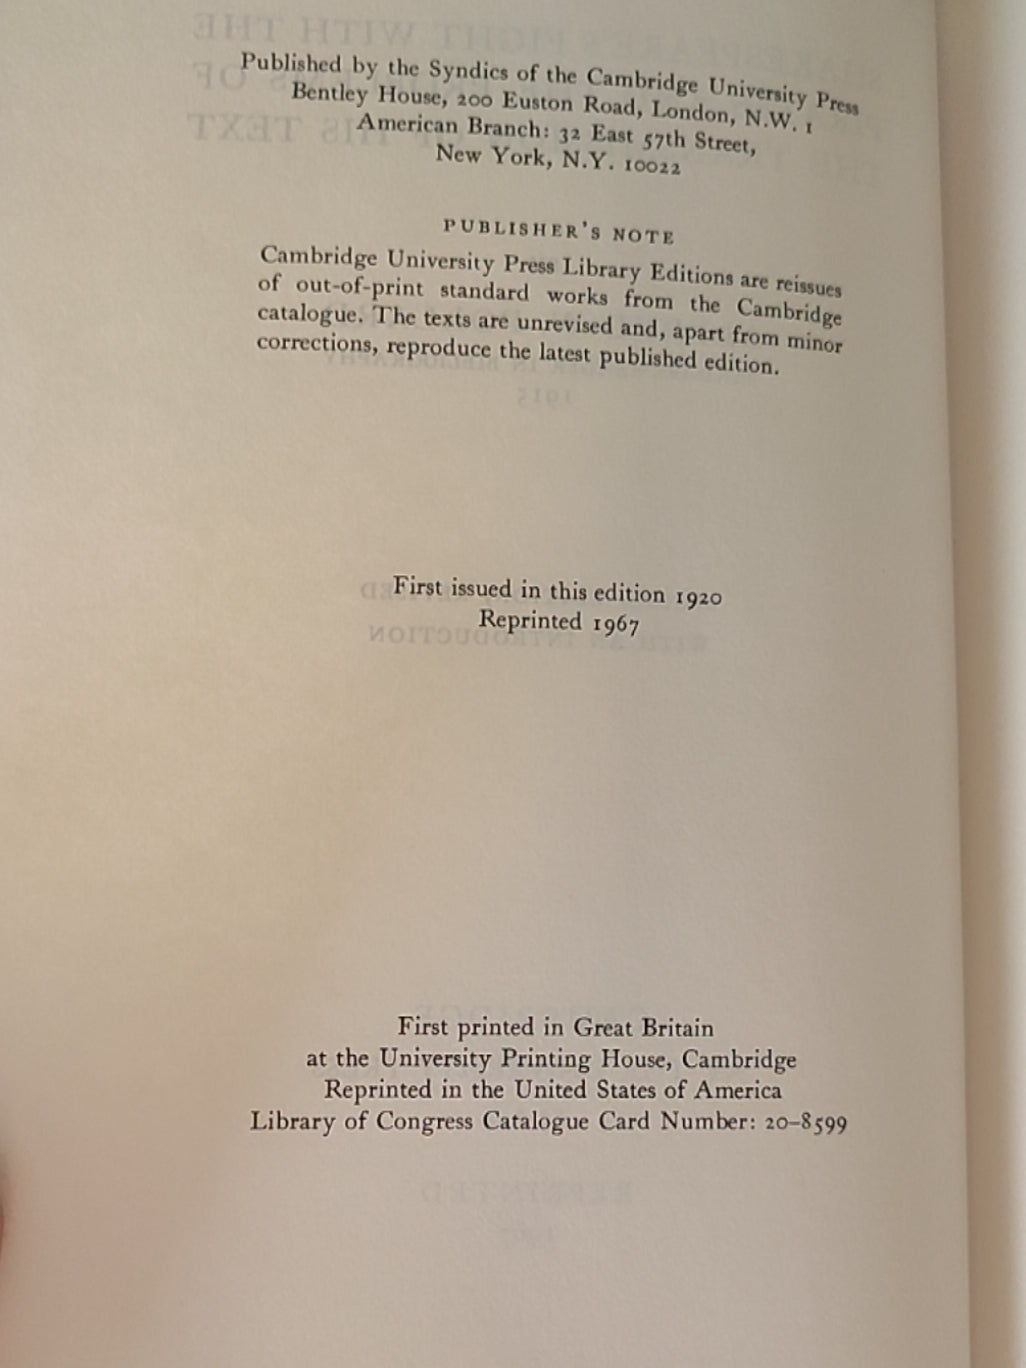 Published by the Syndics of the Cambridge University Press
Bentley House, 200 Euston Road, London, N.W. 1
American Branch: 32 East 57th Street,
New York, N.Y. 10022
PUBLISHER'S NOTE
Cambridge University Press Library Editions are reissues
of out-of-print standard works from the Cambridge
catalogue. The texts are unrevised and, apart from minor
corrections, reproduce the latest published edition.
First issued in this edition 1920
Reprinted 1967
First printed in Great Britain
at the University Printing House, Cambridge
Reprinted in the United States of America
Library of Congress Catalogue Card Number: 20–8599